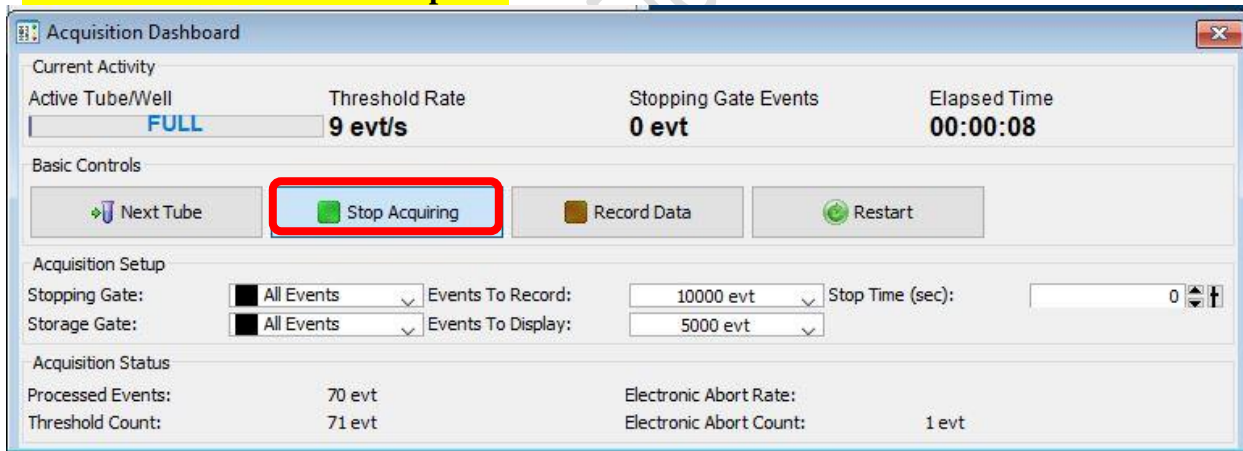 Acquisition Dashboard
Current Activity
Active Tube/Well Threshold Rate Stopping Gate Events Elapsed Time
FULL 9 evt/s 0 evt 00:00:08
Basic Controls
Next Tube Stop Acquiring Record Data Restart
Acquisition Setup
Stopping Gate: All Events Events To Record: 10000 evt Stop Time (sec): 0
Storage Gate: All Events Events To Display: 5000 evt
Acquisition Status
Processed Events: 70 evt Electronic Abort Rate:
Threshold Count: 71 evt Electronic Abort Count: 1 evt